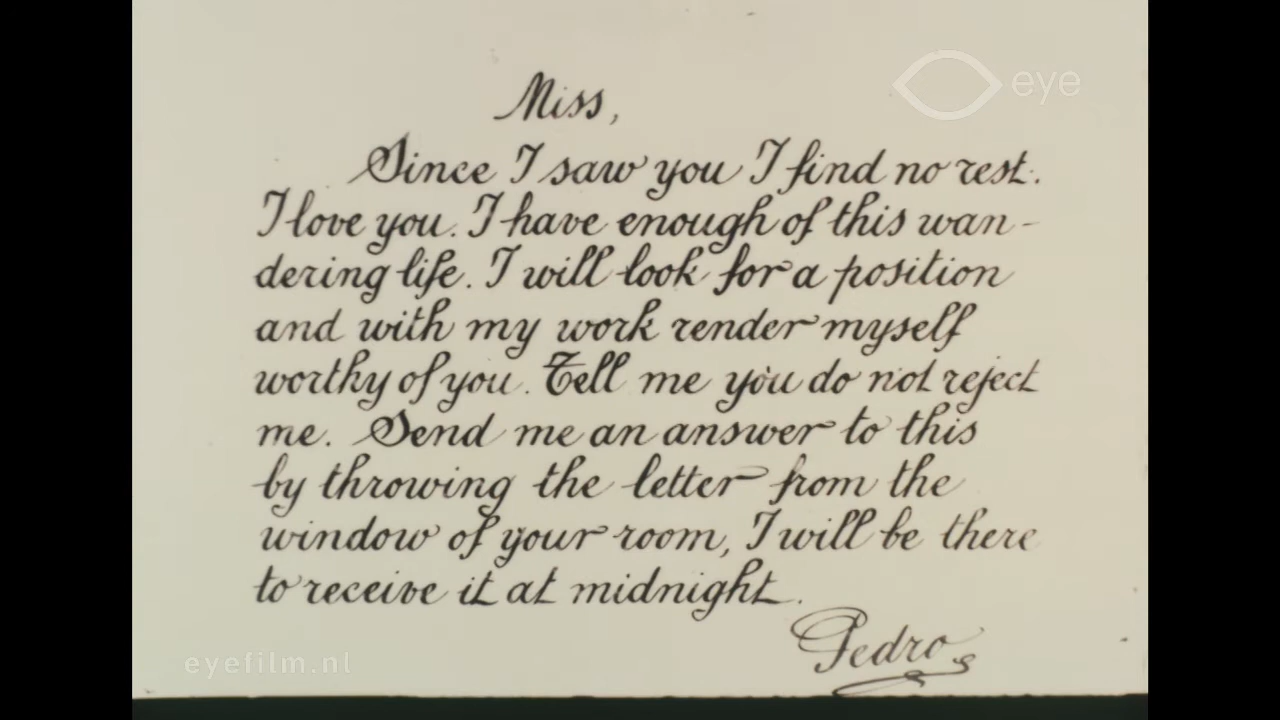 eye
Miss,
Since I saw you I find no rest.
I love you. I have enough of this wan-
dering life. I will look for a position
and with my work render myself
worthy of you. Tell me you do not reject
me. Send me an answer to this
by throwing the letter from the
window of your room, I will be there
to receive it at midnight.
Pedro
eyefilm.nl